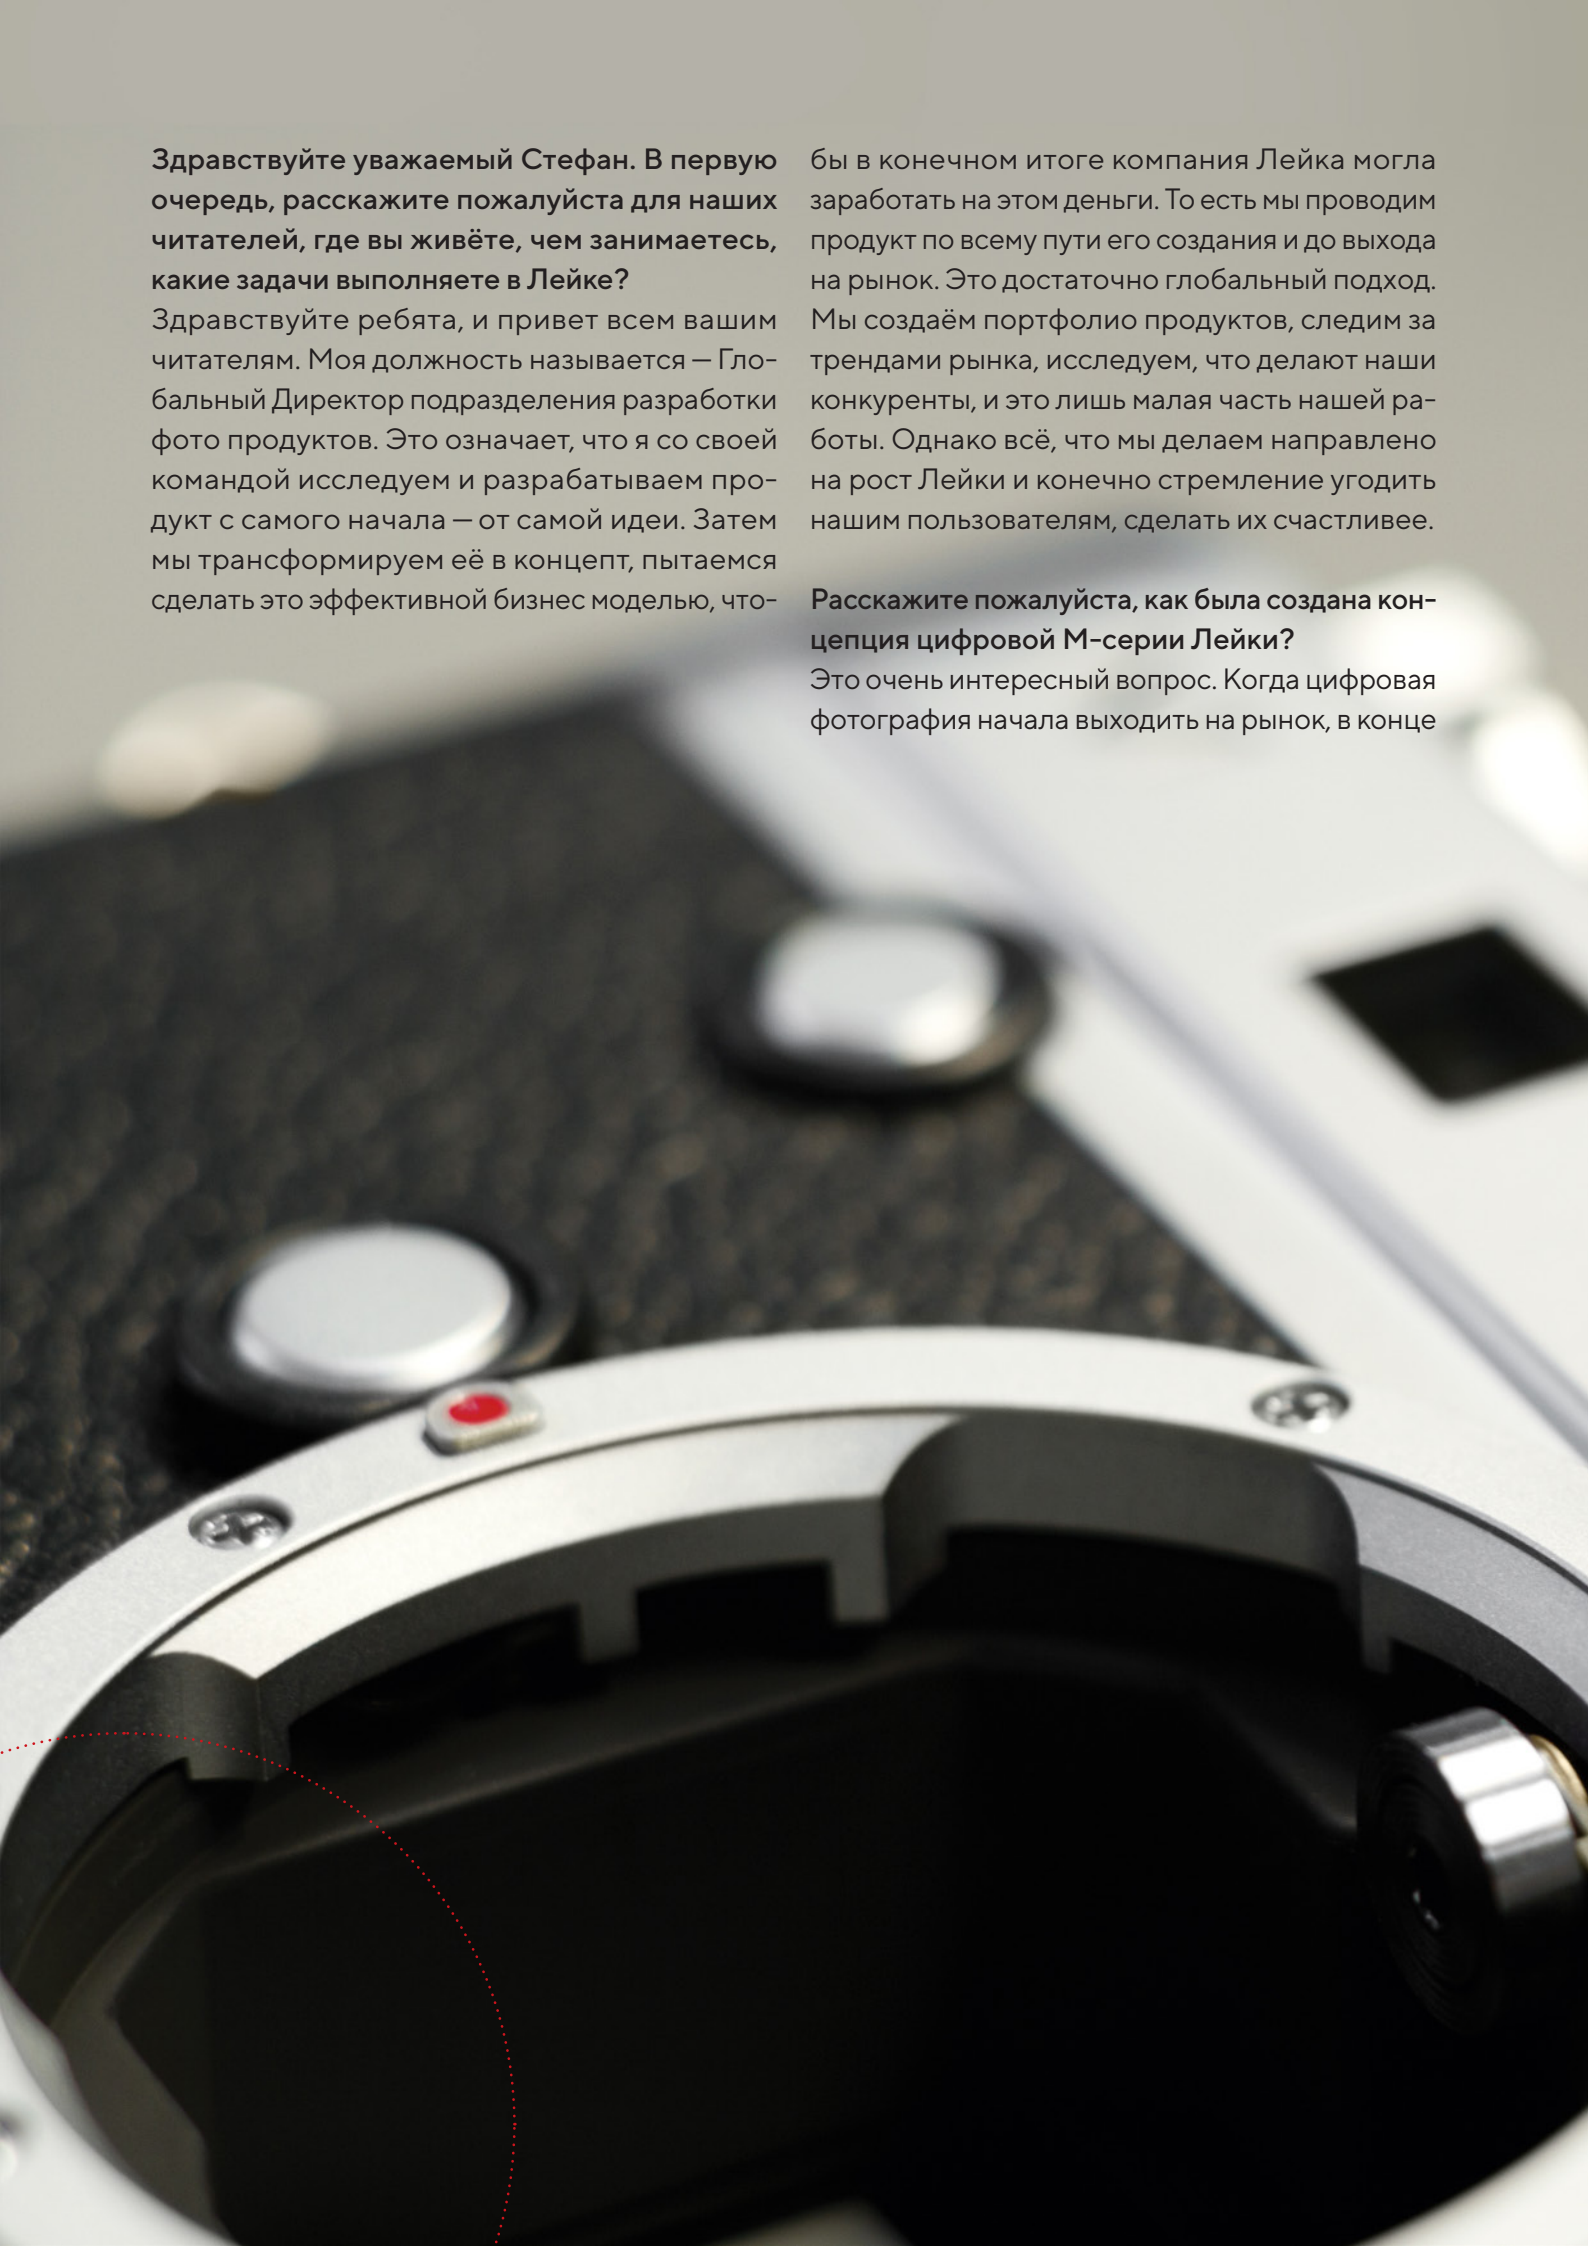 Здравствуйте уважаемый Стефан. В первую
очередь, расскажите пожалуйста для наших
читателей, где вы живёте, чем занимаетесь,
какие задачи выполняете в Лейке?
Здравствуйте ребята, и привет всем вашим
читателям. Моя должность называется — Гло-
бальный Директор подразделения разработки
фото продуктов. Это означает, что я со своей
командой исследуем и разрабатываем про-
дукт с самого начала — от самой идеи. Затем
мы трансформируем её в концепт, пытаемся
сделать это эффективной бизнес моделью, что-
бы в конечном итоге компания Лейка могла
заработать на этом деньги. То есть мы проводим
продукт по всему пути его создания и до выхода
на рынок. Это достаточно глобальный подход.
Мы создаём портфолио продуктов, следим за
трендами рынка, исследуем, что делают наши
конкуренты, и это лишь малая часть нашей ра-
боты. Однако всё, что мы делаем направлено
на рост Лейки и конечно стремление угодить
нашим пользователям, сделать их счастливее.
Расскажите пожалуйста, как была создана кон-
цепция цифровой М-серии Лейки?
Это очень интересный вопрос. Когда цифровая
фотография начала выходить на рынок, в конце